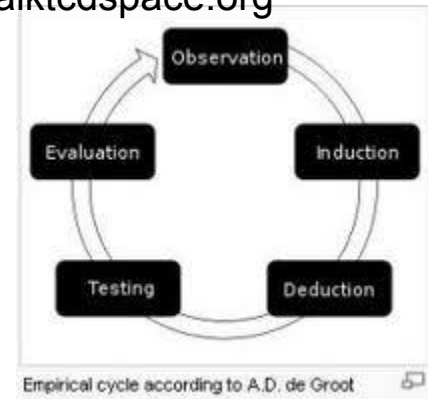 Observation
Induction
Deduction
Testing
Evaluation
Empirical cycle according to A.D. de Groot